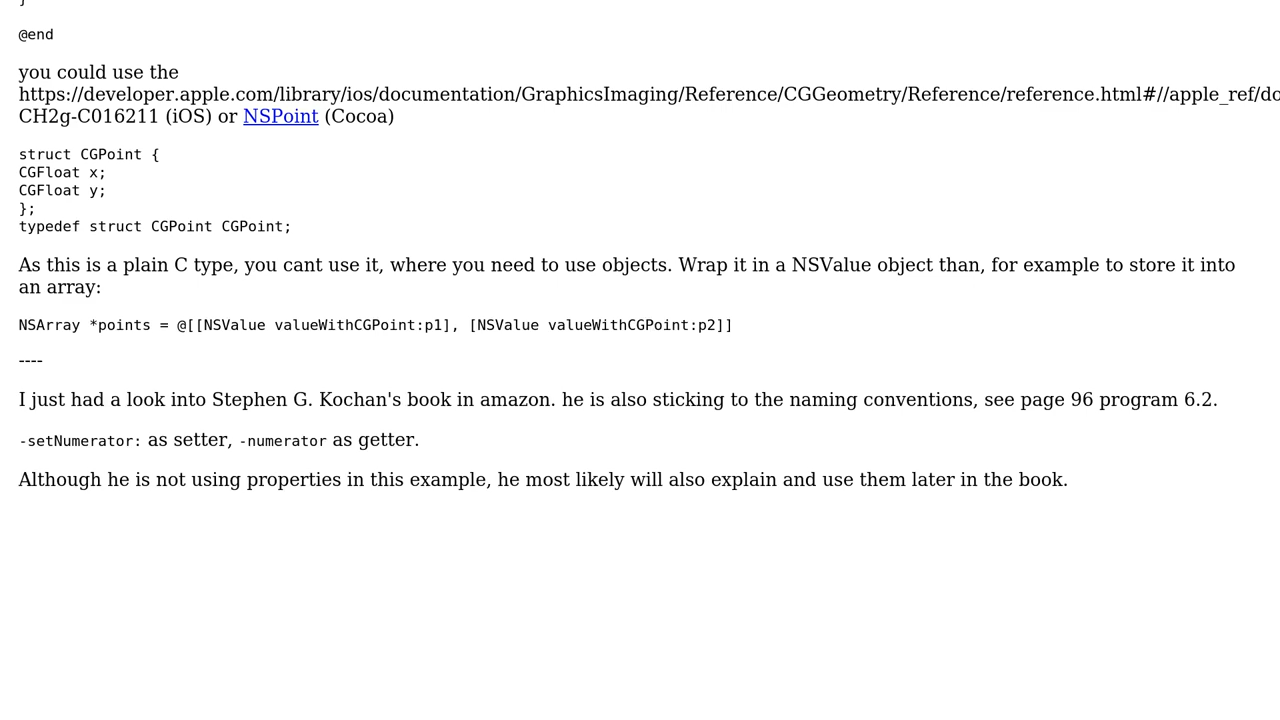 @end
you could use the
https://developer.apple.com/library/ios/documentation/GraphicsImaging/Reference/CGGeometry/Reference/reference.html#//apple_ref/do
CH2g-C016211 (iOS) or NSPoint (Cocoa)
struct CGPoint {
CGFloat x;
CGFloat y;
};
typedef struct CGPoint CGPoint;
As this is a plain C type, you cant use it, where you need to use objects. Wrap it in a NSValue object than, for example to store it into
an array:
NSArray *points = @[[NSValue valueWithCGPoint:p1], [NSValue valueWithCGPoint:p2]]
----
I just had a look into Stephen G. Kochan's book in amazon. he is also sticking to the naming conventions, see page 96 program 6.2.
-setNumerator: as setter, -numerator as getter.
Although he is not using properties in this example, he most likely will also explain and use them later in the book.